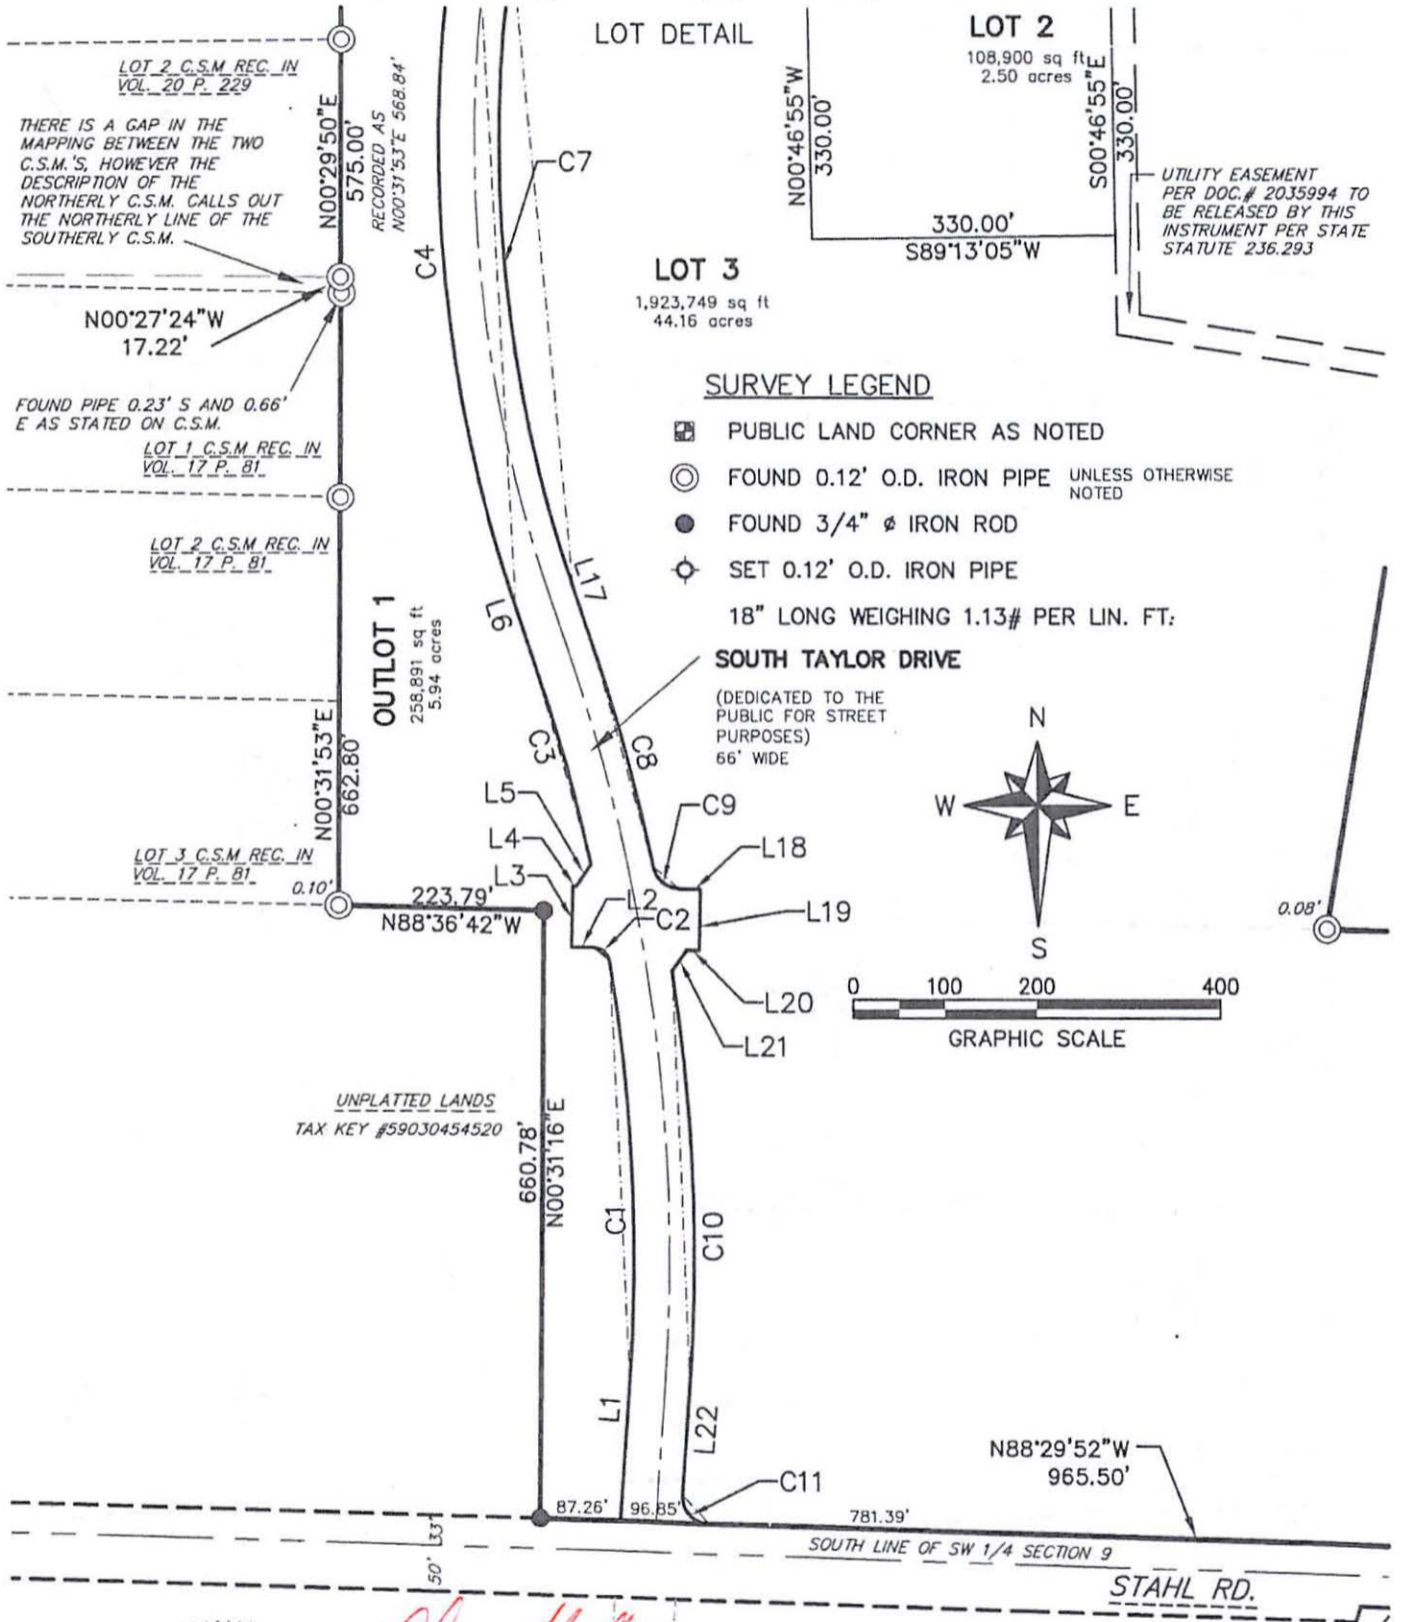 LOT DETAIL
LOT 2
108,900 sq ft
2.50 acres
N00°46'55"W
330.00'
S00°46'55"E
330.00'
330.00'
S89°13'05"W
UTILITY EASEMENT
PER DOC.# 2035994 TO
BE RELEASED BY THIS
INSTRUMENT PER STATE
STATUTE 236.293
LOT 2 C.S.M REC. IN
VOL. 20 P. 229
THERE IS A GAP IN THE
MAPPING BETWEEN THE TWO
C.S.M.'S, HOWEVER THE
DESCRIPTION OF THE
NORTHERLY C.S.M. CALLS OUT
THE NORTHERLY LINE OF THE
SOUTHERLY C.S.M.
N00°29'50"E
575.00'
RECORDED AS
N00°31'53"E 568.84'
C7
C4
LOT 3
1,923,749 sq ft
44.16 acres
N00°27'24"W
17.22'
FOUND PIPE 0.23' S AND 0.66'
E AS STATED ON C.S.M.
LOT 1 C.S.M REC. IN
VOL. 17 P. 81
LOT 2 C.S.M REC. IN
VOL. 17 P. 81
SURVEY LEGEND
PUBLIC LAND CORNER AS NOTED
FOUND 0.12' O.D. IRON PIPE UNLESS OTHERWISE
NOTED
FOUND 3/4" ø IRON ROD
SET 0.12' O.D. IRON PIPE
18" LONG WEIGHING 1.13# PER LIN. FT.
L17
L6
OUTLOT 1
258,891 sq ft
5.94 acres
SOUTH TAYLOR DRIVE
(DEDICATED TO THE
PUBLIC FOR STREET
PURPOSES)
66' WIDE
N
W
E
S
N00°31'53"E
662.80'
C3
C8
L5
C9
L4
L18
LOT 3 C.S.M REC. IN
VOL. 17 P. 81
0.10'
L3
223.79'
N88°36'42"W
L2
C2
L19
0.08'
L20
L21
0 100 200 400
GRAPHIC SCALE
UNPLATTED LANDS
TAX KEY #59030454520
660.78'
N00°31'16"E
C1
C10
L1
L22
C11
N88°29'52"W
965.50'
87.26'
96.85'
781.39'
33'
50'
SOUTH LINE OF SW 1/4 SECTION 9
STAHL RD.